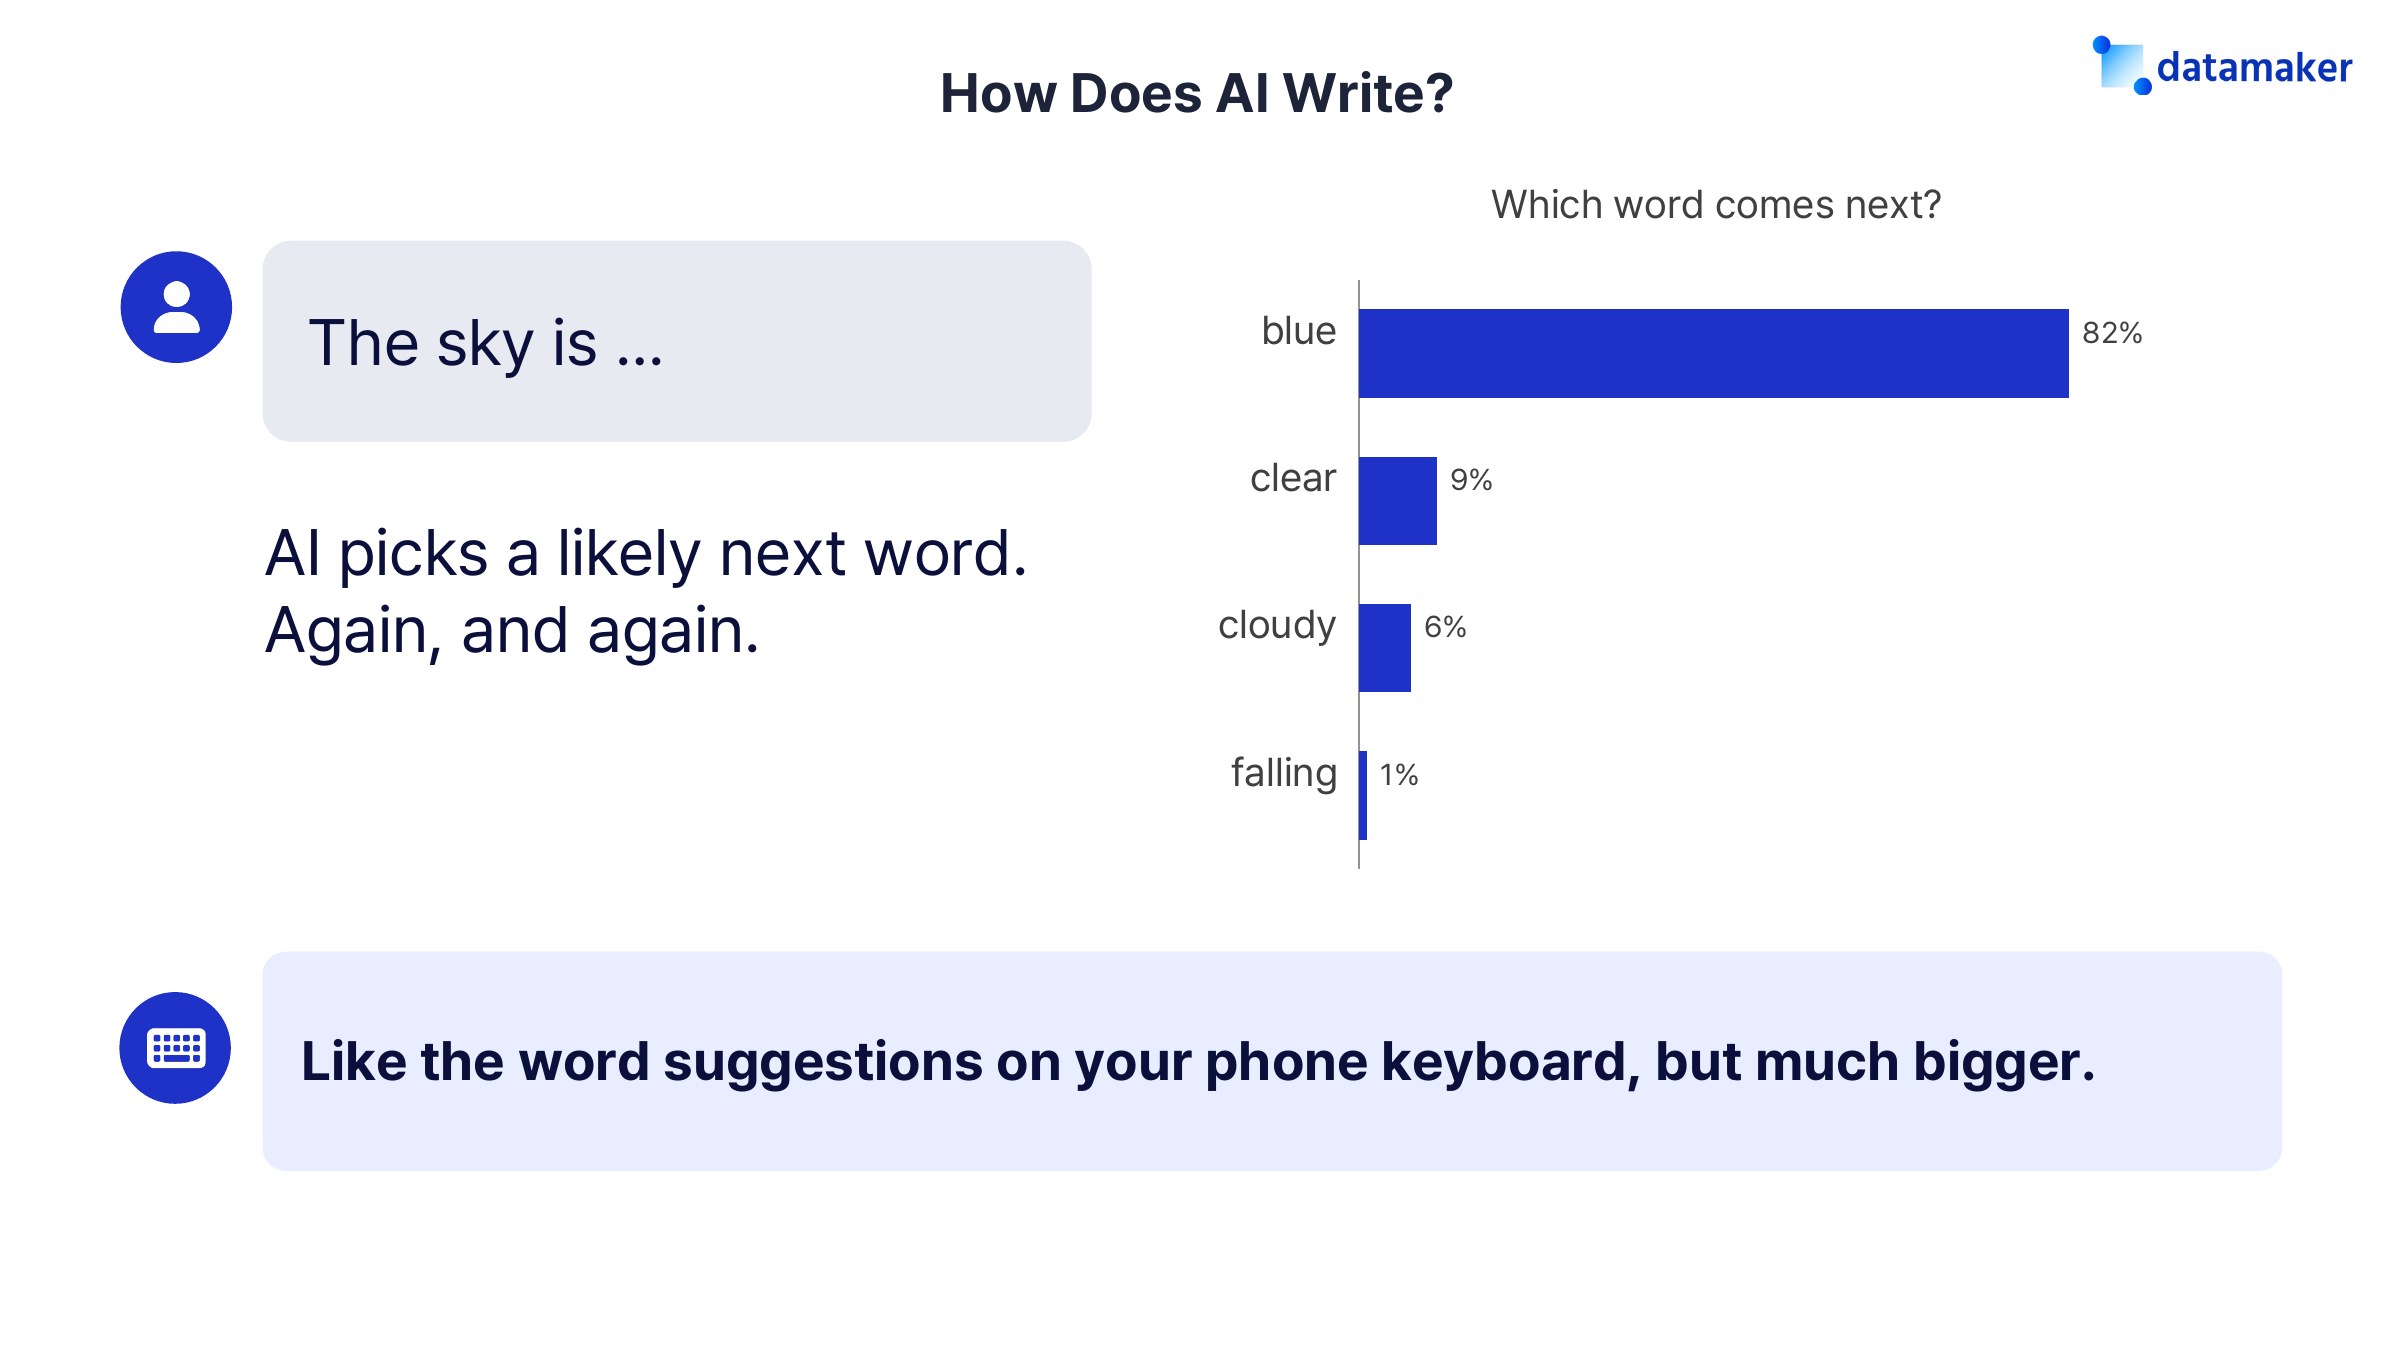 How Does AI Write?
datamaker
The sky is ...
AI picks a likely next word.
Again, and again.
Which word comes next?
blue 82%
clear 9%
cloudy 6%
falling 1%
Like the word suggestions on your phone keyboard, but much bigger.